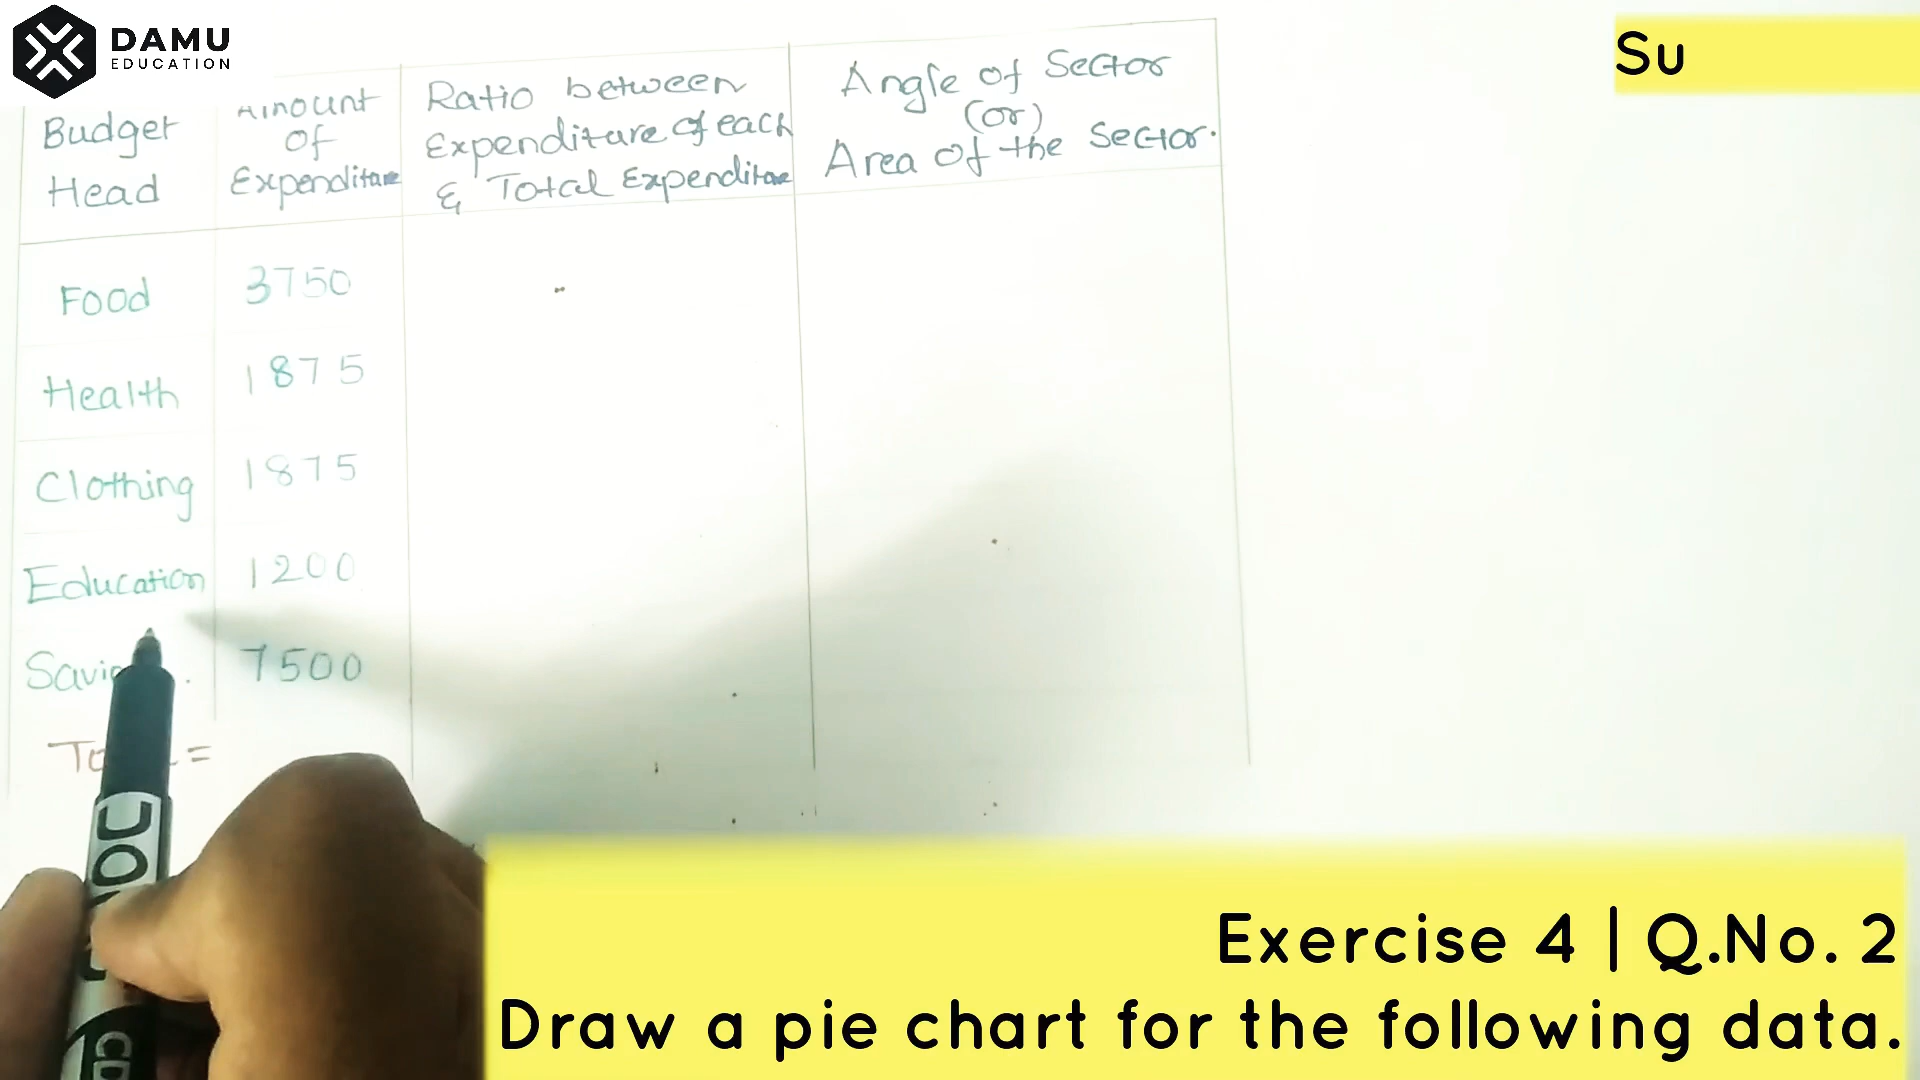 DAMU
EDUCATION
Su
Budget
Head
Amount
Of
Expenditure
Ratio between
Expenditure of each
& Total Expenditure
Angle of Sector
(or)
Area of the Sector.
Food 3750
Health 1875
Clothing 1875
Education 1200
7500
=
Exercise 4 | Q.No. 2
Draw a pie chart for the following data.